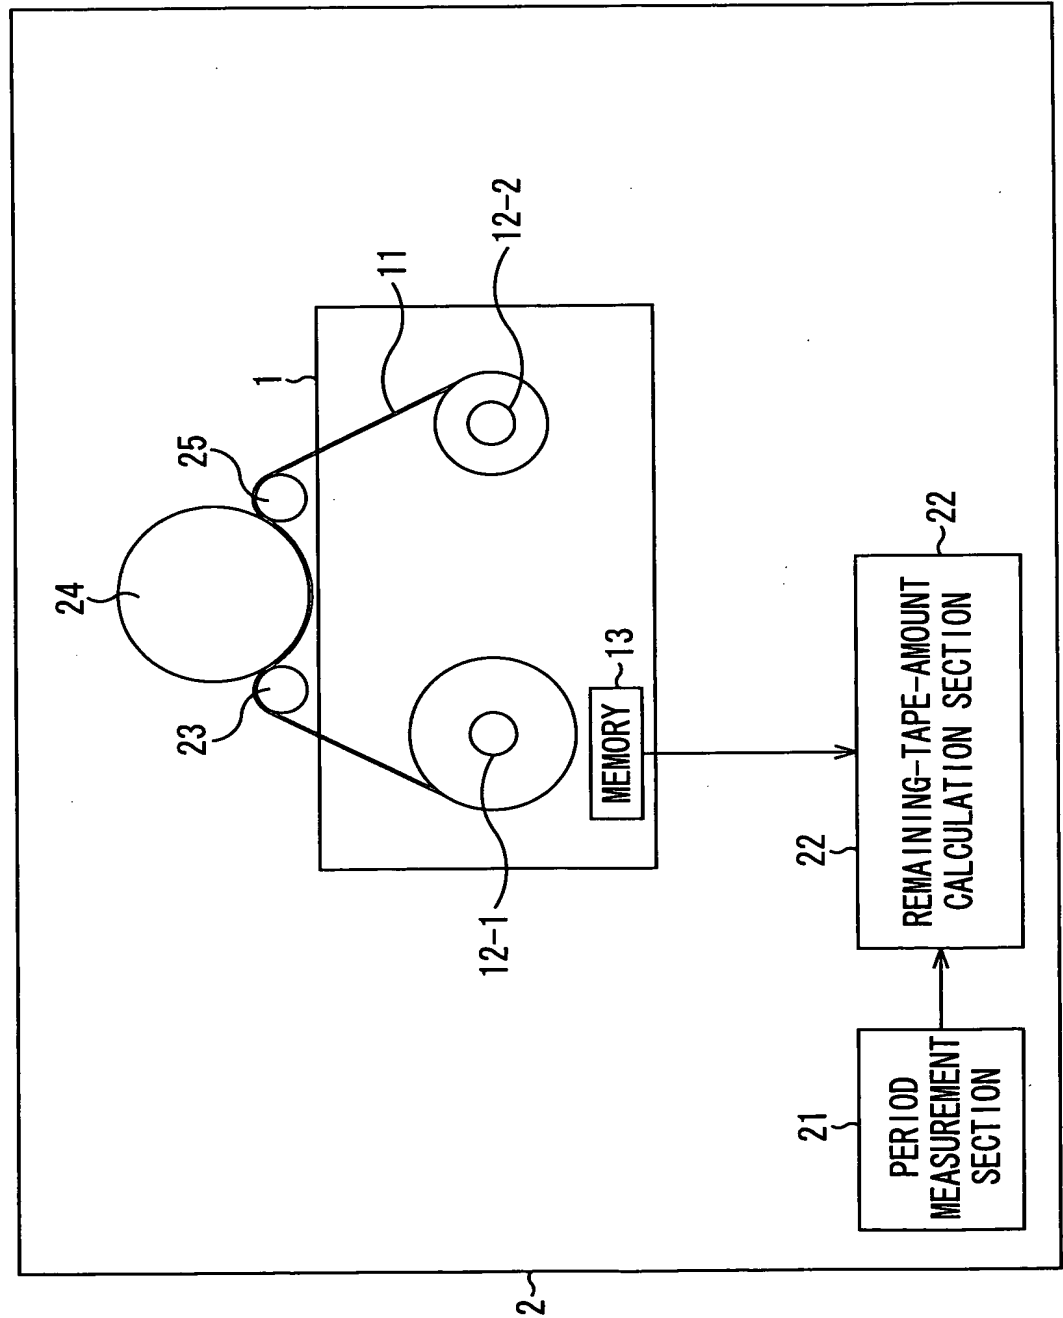 24
23
25
1
11
12-1
12-2
2
13
MEMORY
21
22
PERIOD
MEASUREMENT
SECTION
REMAINING-TAPE-AMOUNT
CALCULATION SECTION
22